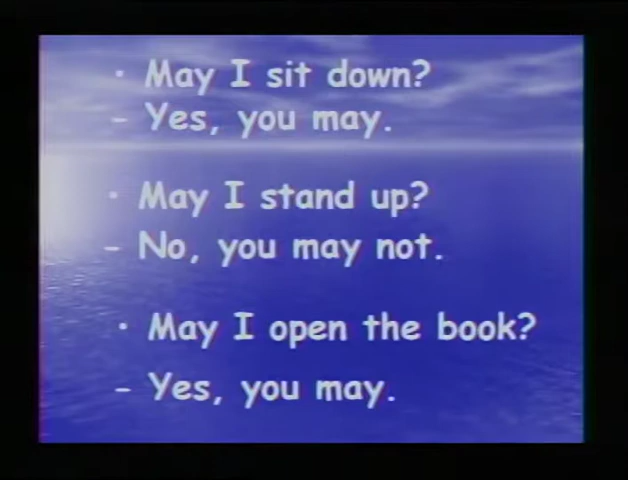 · May I sit down?
- Yes, you may.
· May I stand up?
- No, you may not.
· May I open the book?
- Yes, you may.